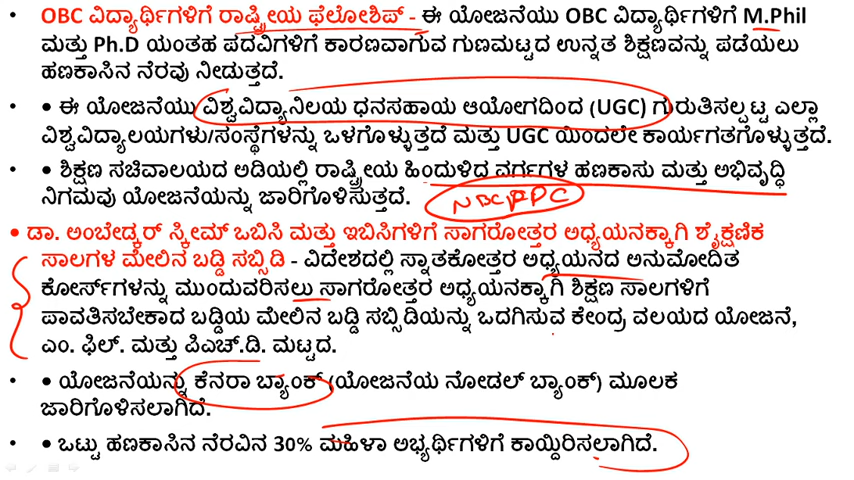 • OBC ವಿದ್ಯಾರ್ಥಿಗಳಿಗೆ ರಾಷ್ಟ್ರೀಯ ಫೆಲೋಶಿಪ್ - ಈ ಯೋಜನೆಯು OBC ವಿದ್ಯಾರ್ಥಿಗಳಿಗೆ M.Phil
ಮತ್ತು Ph.D ಯಂತಹ ಪದವಿಗಳಿಗೆ ಕಾರಣವಾಗುವ ಗುಣಮಟ್ಟದ ಉನ್ನತ ಶಿಕ್ಷಣವನ್ನು ಪಡೆಯಲು
ಹಣಕಾಸಿನ ನೆರವು ನೀಡುತ್ತದೆ.
• • ಈ ಯೋಜನೆಯು ವಿಶ್ವವಿದ್ಯಾನಿಲಯ ಧನಸಹಾಯ ಆಯೋಗದಿಂದ (UGC) ಗುರುತಿಸಲ್ಪಟ್ಟ ಎಲ್ಲಾ
ವಿಶ್ವವಿದ್ಯಾಲಯಗಳು/ಸಂಸ್ಥೆಗಳನ್ನು ಒಳಗೊಳ್ಳುತ್ತದೆ ಮತ್ತು UGC ಯಿಂದಲೇ ಕಾರ್ಯಗತಗೊಳ್ಳುತ್ತದೆ.
• • ಶಿಕ್ಷಣ ಸಚಿವಾಲಯದ ಅಡಿಯಲ್ಲಿ ರಾಷ್ಟ್ರೀಯ ಹಿಂದುಳಿದ ವರ್ಗಗಳ ಹಣಕಾಸು ಮತ್ತು ಅಭಿವೃದ್ಧಿ
ನಿಗಮವು ಯೋಜನೆಯನ್ನು ಜಾರಿಗೊಳಿಸುತ್ತದೆ.
• ಡಾ. ಅಂಬೇಡ್ಕರ್ ಸ್ಕೀಮ್ ಒಬಿಸಿ ಮತ್ತು ಇಬಿಸಿಗಳಿಗೆ ಸಾಗರೋತ್ತರ ಅಧ್ಯಯನಕ್ಕಾಗಿ ಶೈಕ್ಷಣಿಕ
ಸಾಲಗಳ ಮೇಲಿನ ಬಡ್ಡಿ ಸಬ್ಸಿಡಿ - ವಿದೇಶದಲ್ಲಿ ಸ್ನಾತಕೋತ್ತರ ಅಧ್ಯಯನದ ಅನುಮೋದಿತ
ಕೋರ್ಸ್‌ಗಳನ್ನು ಮುಂದುವರಿಸಲು ಸಾಗರೋತ್ತರ ಅಧ್ಯಯನಕ್ಕಾಗಿ ಶಿಕ್ಷಣ ಸಾಲಗಳಿಗೆ
ಪಾವತಿಸಬೇಕಾದ ಬಡ್ಡಿಯ ಮೇಲಿನ ಬಡ್ಡಿ ಸಬ್ಸಿಡಿಯನ್ನು ಒದಗಿಸುವ ಕೇಂದ್ರ ವಲಯದ ಯೋಜನೆ,
ಎಂ. ಫಿಲ್. ಮತ್ತು ಪಿಎಚ್.ಡಿ. ಮಟ್ಟದ.
• • ಯೋಜನೆಯನ್ನು ಕೆನರಾ ಬ್ಯಾಂಕ್ (ಯೋಜನೆಯ ನೋಡಲ್ ಬ್ಯಾಂಕ್) ಮೂಲಕ
ಜಾರಿಗೊಳಿಸಲಾಗಿದೆ.
• • ಒಟ್ಟು ಹಣಕಾಸಿನ ನೆರವಿನ 30% ಮಹಿಳಾ ಅಭ್ಯರ್ಥಿಗಳಿಗೆ ಕಾಯ್ದಿರಿಸಲಾಗಿದೆ.